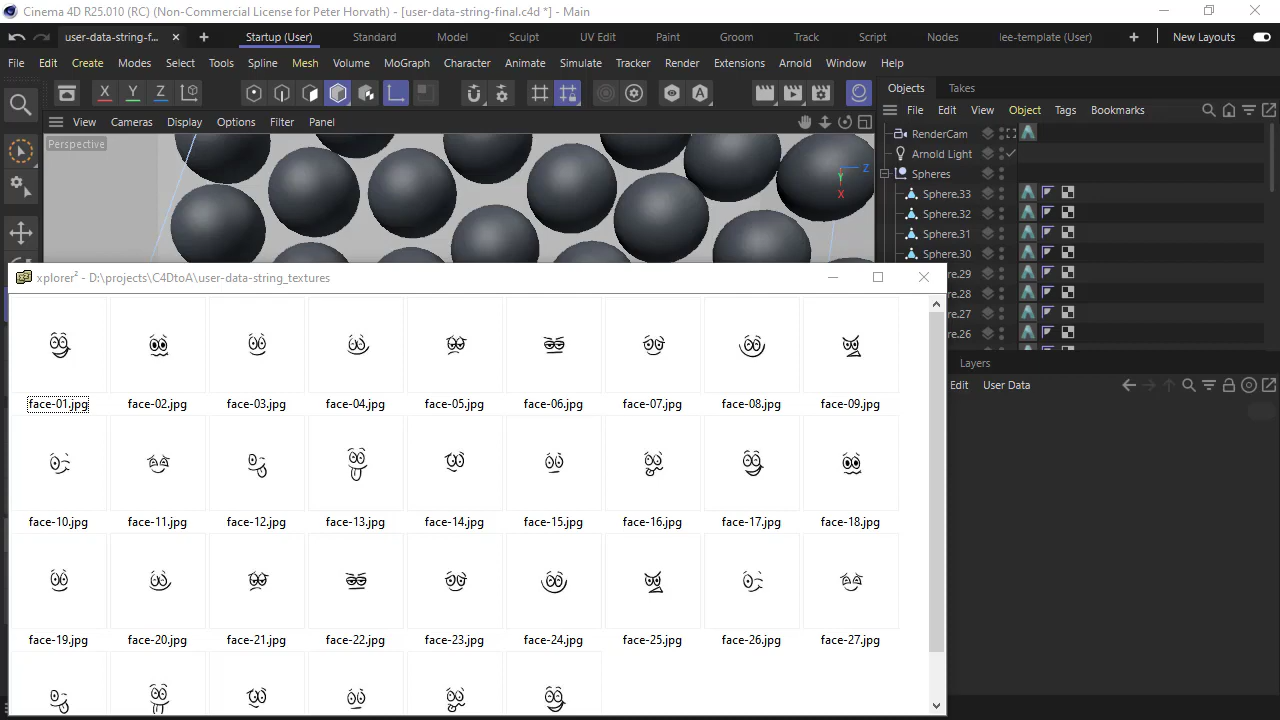 Cinema 4D R25.010 (RC) (Non-Commercial License for Peter Horvath) - [user-data-string-final.c4d *] - Main
user-data-string-f... Startup (User) Standard Model Sculpt UV Edit Paint Groom Track Script Nodes lee-template (User) New Layouts
File Edit Create Modes Select Tools Spline Mesh Volume MoGraph Character Animate Simulate Tracker Render Extensions Arnold Window Help
X Y Z
Objects Takes
View Cameras Display Options Filter Panel
File Edit View Object Tags Bookmarks
Perspective
Z
Y
X
RenderCam
Arnold Light
Spheres
Sphere.33
Sphere.32
Sphere.31
Sphere.30
e.29
e.28
e.27
e.26
Layers
Edit User Data
xplorer² - D:\projects\C4DtoA\user-data-string_textures
face-01.jpg face-02.jpg face-03.jpg face-04.jpg face-05.jpg face-06.jpg face-07.jpg face-08.jpg face-09.jpg
face-10.jpg face-11.jpg face-12.jpg face-13.jpg face-14.jpg face-15.jpg face-16.jpg face-17.jpg face-18.jpg
face-19.jpg face-20.jpg face-21.jpg face-22.jpg face-23.jpg face-24.jpg face-25.jpg face-26.jpg face-27.jpg